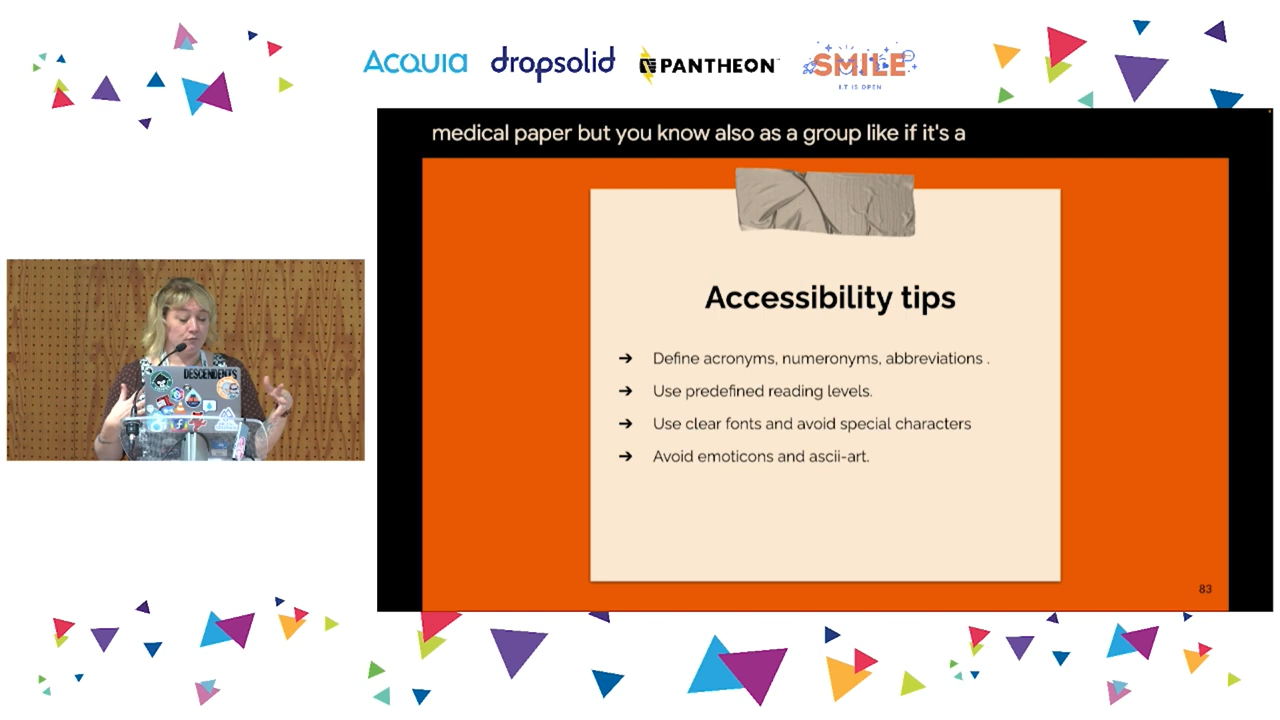 Acquia dropsolid PANTHEON SMILE
I.T IS OPEN
medical paper but you know also as a group like if it's a
Accessibility tips
➔ Define acronyms, numeronyms, abbreviations .
➔ Use predefined reading levels.
➔ Use clear fonts and avoid special characters
➔ Avoid emoticons and ascii-art.
83
DESCENDENTS